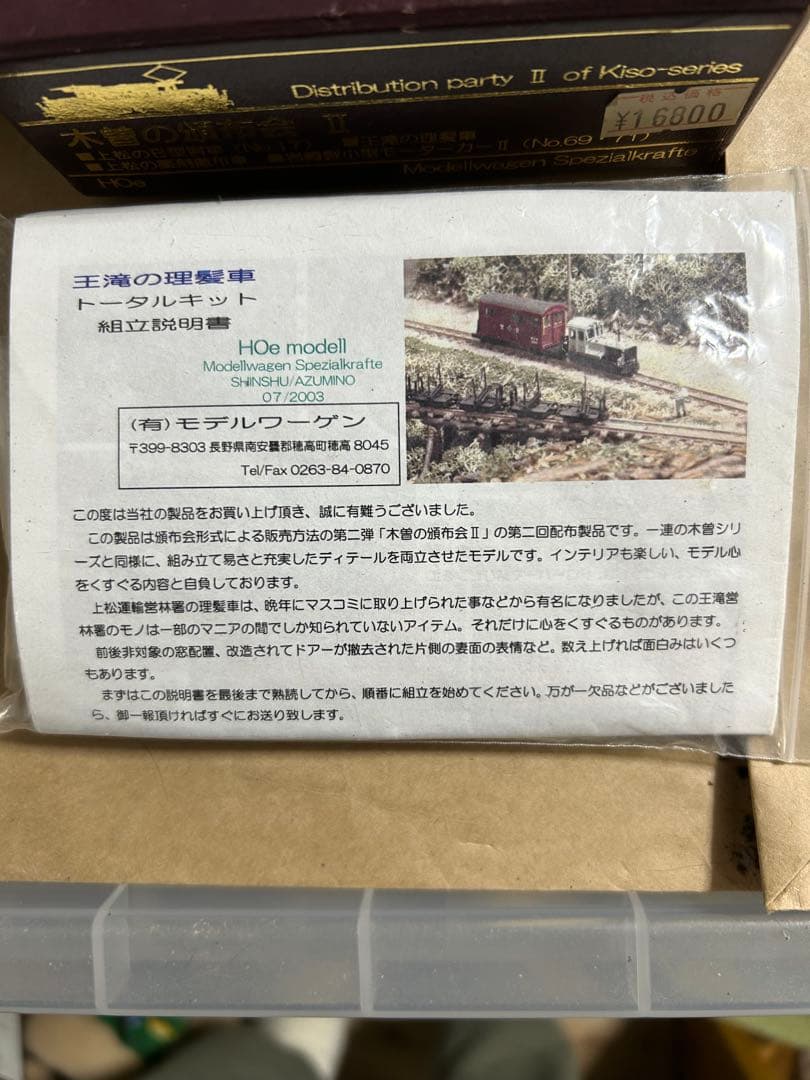 Distribution party Ⅱ of Kiso-series
税込価格
¥16800
木曽の頒布会 Ⅱ
■王滝の理髪車
(No.69・71)
HOe
Modellwagen Spezialkrafte
王滝の理髪車
トータルキット
組立説明書
HOe modell
Modellwagen Spezialkrafte
SHINSHU/AZUMINO
07/2003
(有)モデルワーゲン
〒399-8303 長野県南安曇郡穂高町穂高 8045
Tel/Fax 0263-84-0870
この度は当社の製品をお買い上げ頂き、誠に有難うございました。
この製品は頒布会形式による販売方法の第二弾「木曽の頒布会Ⅱ」の第二回配布製品です。一連の木曽シリ
ーズと同様に、組み立て易さと充実したディテールを両立させたモデルです。インテリアも楽しい、モデル心
をくすぐる内容と自負しております。
上松運輸営林署の理髪車は、晩年にマスコミに取り上げられた事などから有名になりましたが、この王滝営
林署のモノは一部のマニアの間でしか知られていないアイテム。それだけに心をくすぐるものがあります。
前後非対象の窓配置、改造されてドアーが撤去された片側の妻面の表情など。数え上げれば面白みはいくつ
もあります。
まずはこの説明書を最後まで熟読してから、順番に組立を始めてください。万が一欠品などがございました
ら、御一報頂ければすぐにお送り致します。